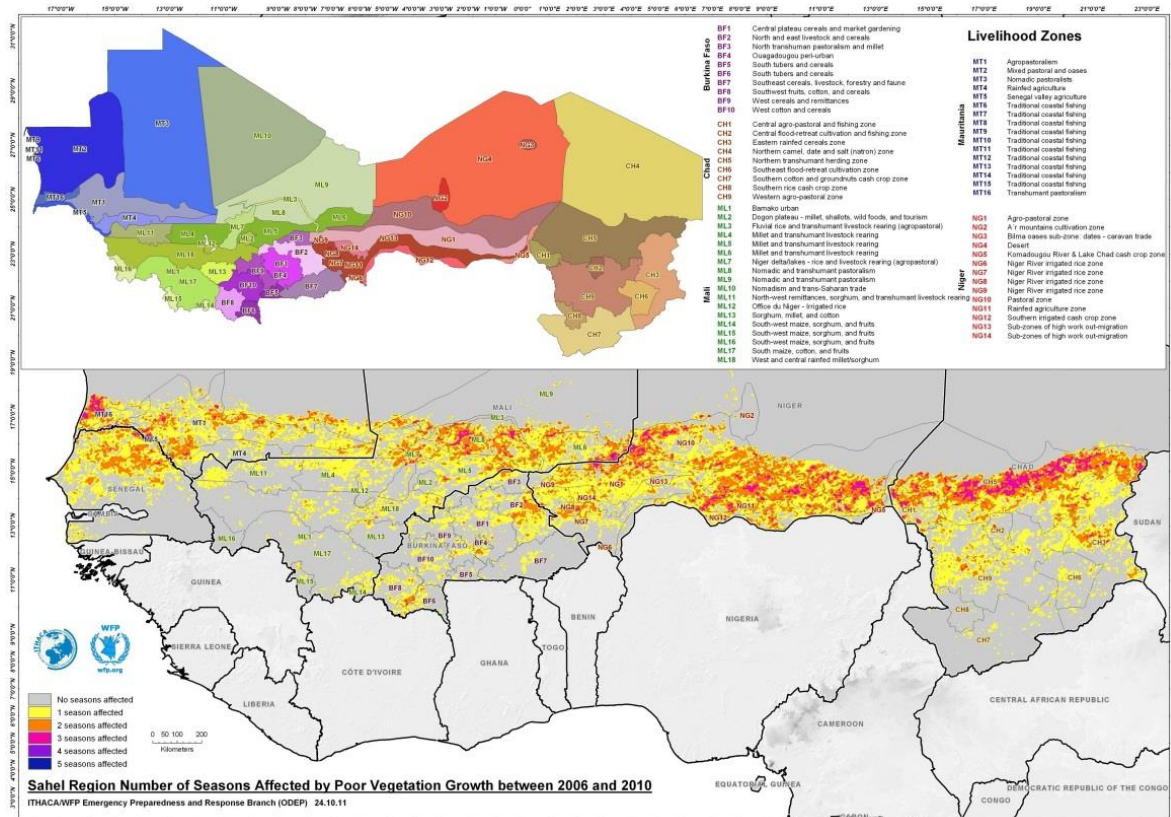 Livelihood Zones
Burkina Faso
BF1 Central plateau cereals and market gardening
BF2 North and east livestock and cereals
BF3 North transhuman pastoralism and millet
BF4 Ouagadougou peri-urban
BF5 South tubers and cereals
BF6 South tubers and cereals
BF7 Southeast cereals, livestock, forestry and faune
BF8 Southwest fruits, cotton, and cereals
BF9 West cereals and remittances
BF10 West cotton and cereals
Chad
CH1 Central agro-pastoral and fishing zone
CH2 Central flood-retreat cultivation and fishing zone
CH3 Eastern rainfed cereals zone
CH4 Northern camel, date and salt (natron) zone
CH5 Northern transhumant herding zone
CH6 Southeast flood-retreat cultivation zone
CH7 Southern cotton and groundnuts cash crop zone
CH8 Southern rice cash crop zone
CH9 Western agro-pastoral zone
Mali
ML1 Bamako urban
ML2 Dogon plateau - millet, shallots, wild foods, and tourism
ML3 Fluvial rice and transhumant livestock rearing (agropastoral)
ML4 Millet and transhumant livestock rearing
ML5 Millet and transhumant livestock rearing
ML6 Millet and transhumant livestock rearing
ML7 Niger delta/lakes - rice and livestock rearing (agropastoral)
ML8 Nomadic and transhumant pastoralism
ML9 Nomadic and transhumant pastoralism
ML10 Nomadism and trans-Saharan trade
ML11 North-west remittances, sorghum, and transhumant livestock rearing
ML12 Office du Niger - Irrigated rice
ML13 Sorghum, millet, and cotton
ML14 South-west maize, sorghum, and fruits
ML15 South-west maize, sorghum, and fruits
ML16 South-west maize, sorghum, and fruits
ML17 South maize, cotton, and fruits
ML18 West and central rainfed millet/sorghum
Mauritania
MT1 Agropastoralism
MT2 Mixed pastoral and oases
MT3 Nomadic pastoralists
MT4 Rainfed agriculture
MT5 Senegal valley agriculture
MT6 Traditional coastal fishing
MT7 Traditional coastal fishing
MT8 Traditional coastal fishing
MT9 Traditional coastal fishing
MT10 Traditional coastal fishing
MT11 Traditional coastal fishing
MT12 Traditional coastal fishing
MT13 Traditional coastal fishing
MT14 Traditional coastal fishing
MT15 Traditional coastal fishing
MT16 Transhumant pastoralism
Niger
NG1 Agro-pastoral zone
NG2 A'r mountains cultivation zone
NG3 Bilma oases sub-zone: dates - caravan trade
NG4 Desert
NG5 Komadougou River & Lake Chad cash crop zone
NG6 Niger River irrigated rice zone
NG7 Niger River irrigated rice zone
NG8 Niger River irrigated rice zone
NG9 Niger River irrigated rice zone
NG10 Pastoral zone
NG11 Rainfed agriculture zone
NG12 Southern irrigated cash crop zone
NG13 Sub-zones of high work out-migration
NG14 Sub-zones of high work out-migration
MALI
NIGER
CHAD
SENEGAL
GAMBIA
SUDAN
GUINEA-BISSAU
BURKINA FASO
GUINEA
BENIN
NIGERIA
SIERRA LEONE
CÔTE D'IVOIRE
GHANA
TOGO
LIBERIA
CENTRAL AFRICAN REPUBLIC
CAMEROON
EQUATORIAL GUINEA
DEMOCRATIC REPUBLIC OF THE CONGO
CONGO
ITHACA
WFP
wfp.org
No seasons affected
1 season affected
2 seasons affected
3 seasons affected
4 seasons affected
5 seasons affected
0 50 100 200
Kilometers
Sahel Region Number of Seasons Affected by Poor Vegetation Growth between 2006 and 2010
ITHACA/WFP Emergency Preparedness and Response Branch (ODEP) 24.10.11